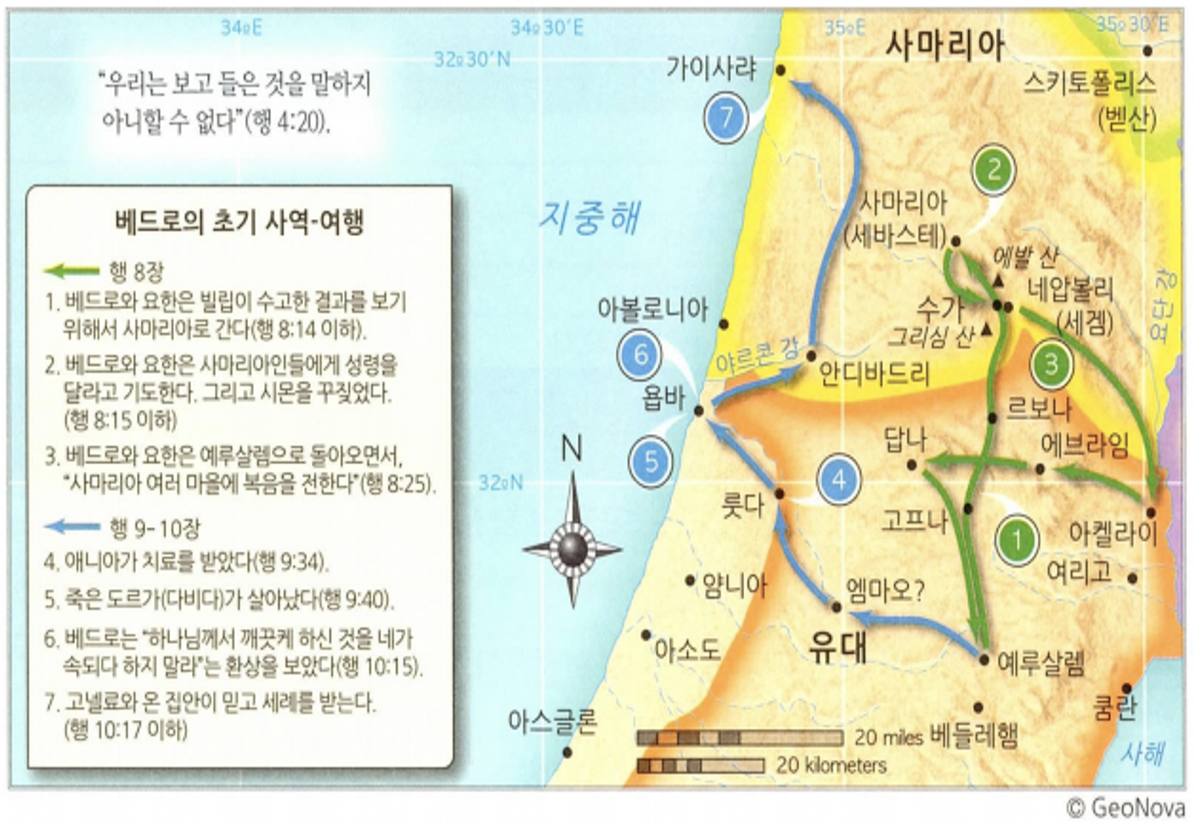 34ºE
34º30′E
35ºE
35º30′E
32º30′N
32ºN
“우리는 보고 들은 것을 말하지
아니할 수 없다”(행 4:20).
베드로의 초기 사역-여행
행 8장
1. 베드로와 요한은 빌립이 수고한 결과를 보기
위해서 사마리아로 간다(행 8:14 이하).
2. 베드로와 요한은 사마리아인들에게 성령을
달라고 기도한다. 그리고 시몬을 꾸짖었다.
(행 8:15 이하)
3. 베드로와 요한은 예루살렘으로 돌아오면서,
“사마리아 여러 마을에 복음을 전한다”(행 8:25).
행 9-10장
4. 애니아가 치료를 받았다(행 9:34).
5. 죽은 도르가(다비다)가 살아났다(행 9:40).
6. 베드로는 “하나님께서 깨끗케 하신 것을 네가
속되다 하지 말라”는 환상을 보았다(행 10:15).
7. 고넬료와 온 집안이 믿고 세례를 받는다.
(행 10:17 이하)
사마리아
가이사랴
7
스키토폴리스
(벧산)
2
지중해
사마리아
(세바스테)
에발 산
네압볼리
(세겜)
요단 강
수가
그리심 산
아볼로니아
6
야르콘 강
안디바드리
3
욥바
르보나
답나
에브라임
N
5
4
룻다
고프나
1
아켈라이
여리고
얌니아
엠마오?
유대
아소도
예루살렘
쿰란
아스글론
베들레햄
사해
20 miles
20 kilometers
© GeoNova